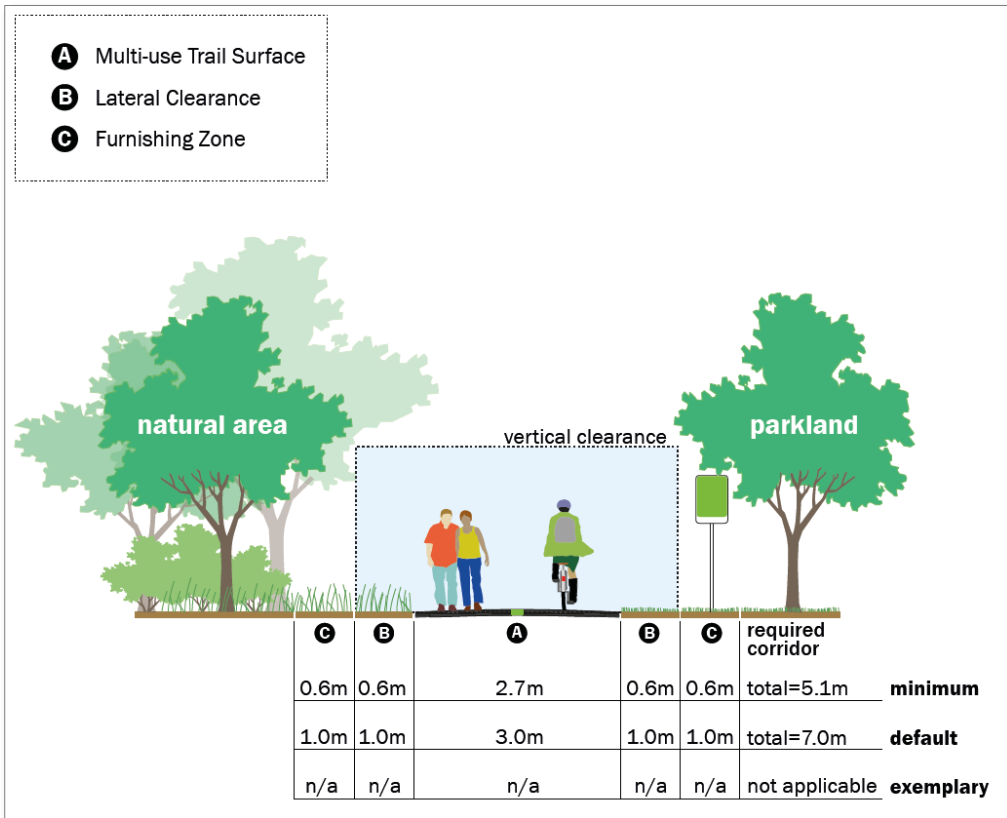 A Multi-use Trail Surface
B Lateral Clearance
C Furnishing Zone
natural area
parkland
vertical clearance
C B A B C required
corridor
0.6m 0.6m 2.7m 0.6m 0.6m total=5.1m minimum
1.0m 1.0m 3.0m 1.0m 1.0m total=7.0m default
n/a n/a n/a n/a n/a not applicable exemplary